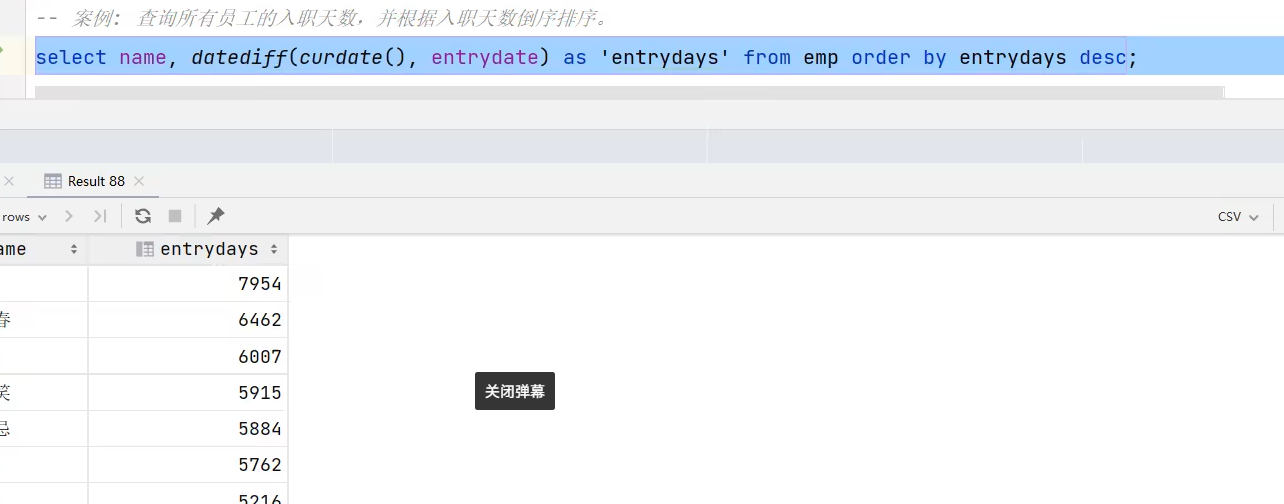 -- 案例: 查询所有员工的入职天数，并根据入职天数倒序排序。
select name, datediff(curdate(), entrydate) as 'entrydays' from emp order by entrydays desc;
Result 88
rows
CSV
ame entrydays
7954
春 6462
6007
笑 5915
关闭弹幕
忌 5884
5762
5216